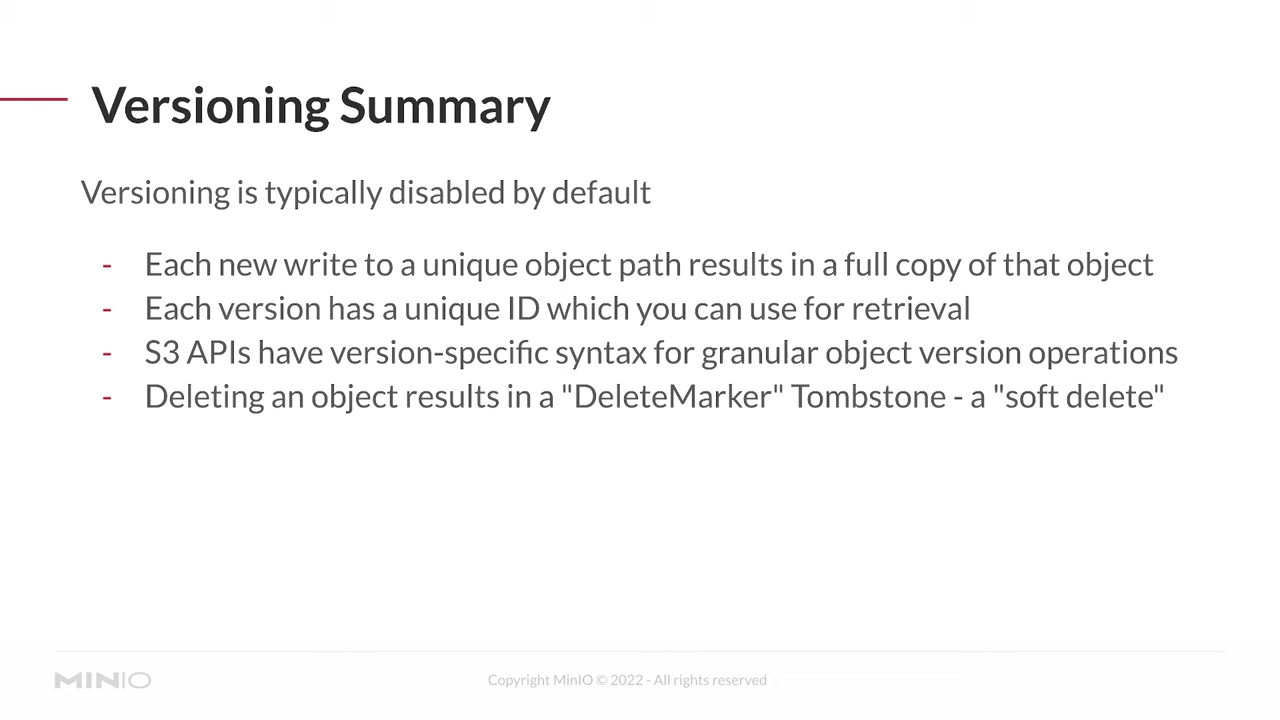 Versioning Summary
Versioning is typically disabled by default
- Each new write to a unique object path results in a full copy of that object
- Each version has a unique ID which you can use for retrieval
- S3 APIs have version-specific syntax for granular object version operations
- Deleting an object results in a "DeleteMarker" Tombstone - a "soft delete"
MINIO
Copyright MinIO © 2022 - All rights reserved